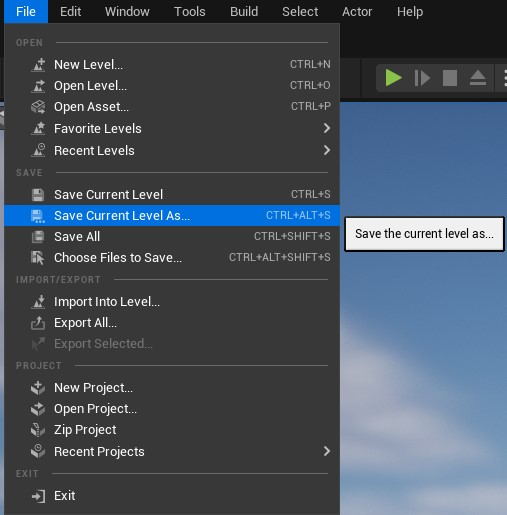 File Edit Window Tools Build Select Actor Help
OPEN
New Level... CTRL+N
Open Level... CTRL+O
Open Asset... CTRL+P
Favorite Levels
Recent Levels
SAVE
Save Current Level CTRL+S
Save Current Level As... CTRL+ALT+S
Save the current level as...
Save All CTRL+SHIFT+S
Choose Files to Save... CTRL+ALT+SHIFT+S
IMPORT/EXPORT
Import Into Level...
Export All...
Export Selected...
PROJECT
New Project...
Open Project...
Zip Project
Recent Projects
EXIT
Exit